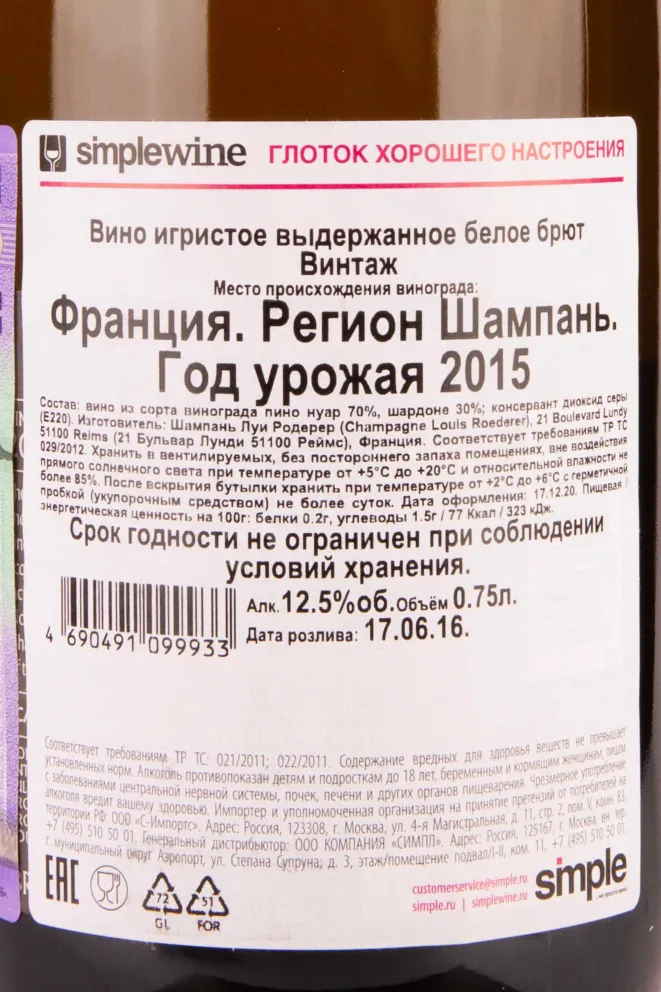 simplewine ГЛОТОК ХОРОШЕГО НАСТРОЕНИЯ
Вино игристое выдержанное белое брют
Винтаж
Место происхождения винограда:
Франция. Регион Шампань.
Год урожая 2015
Состав: вино из сорта винограда пино нуар 70%, шардоне 30%; консервант диоксид серы
(E220). Изготовитель: Шампань Луи Родерер (Champagne Louis Roederer), 21 Boulevard Lundy
51100 Reims (21 Бульвар Лунди 51100 Реймс), Франция. Соответствует требованиям ТР ТС
029/2012. Хранить в вентилируемых, без постороннего запаха помещениях, вне воздействия
прямого солнечного света при температуре от +5°С до +20°С и относительной влажности не
более 85%. После вскрытия бутылки хранить при температуре от +2°С до +6°С с герметичной
пробкой (укупорочным средством) не более суток. Дата оформления: 17.12.20. Пищевая /
энергетическая ценность на 100г: белки 0.2г, углеводы 1.5г / 77 Ккал / 323 кДж.
Срок годности не ограничен при соблюдении
условий хранения.
Алк. 12.5%об. Объём 0.75л.
Дата розлива: 17.06.16.
4 690491 099933
Соответствует требованиям ТР ТС: 021/2011; 022/2011. Содержание вредных для здоровья веществ не превышает
установленных норм. Алкоголь противопоказан детям и подросткам до 18 лет, беременным и кормящим женщинам, лицам
с заболеваниями центральной нервной системы, почек, печени и других органов пищеварения. Чрезмерное употребление
алкоголя вредит вашему здоровью. Импортер и уполномоченная организация на принятие претензий от потребителей на
территории РФ: ООО «С-Импортс». Адрес: Россия, 123308, г. Москва, ул. 4-я Магистральная, д. 11, стр. 2, пом. V, комн. 83,
+7 (495) 510 50 01. Генеральный дистрибьютор: ООО КОМПАНИЯ «СИМПЛ». Адрес: Россия, 125167, г. Москва, вн. тер.
г. муниципальный округ Аэропорт, ул. Степана Супруна, д. 3, этаж/помещение подвал/I-II, ком. 11, +7 (495) 510 50 01.
EAC
72
GL
51
FOR
customerservice@simple.ru
simple.ru | simplewine.ru
simple